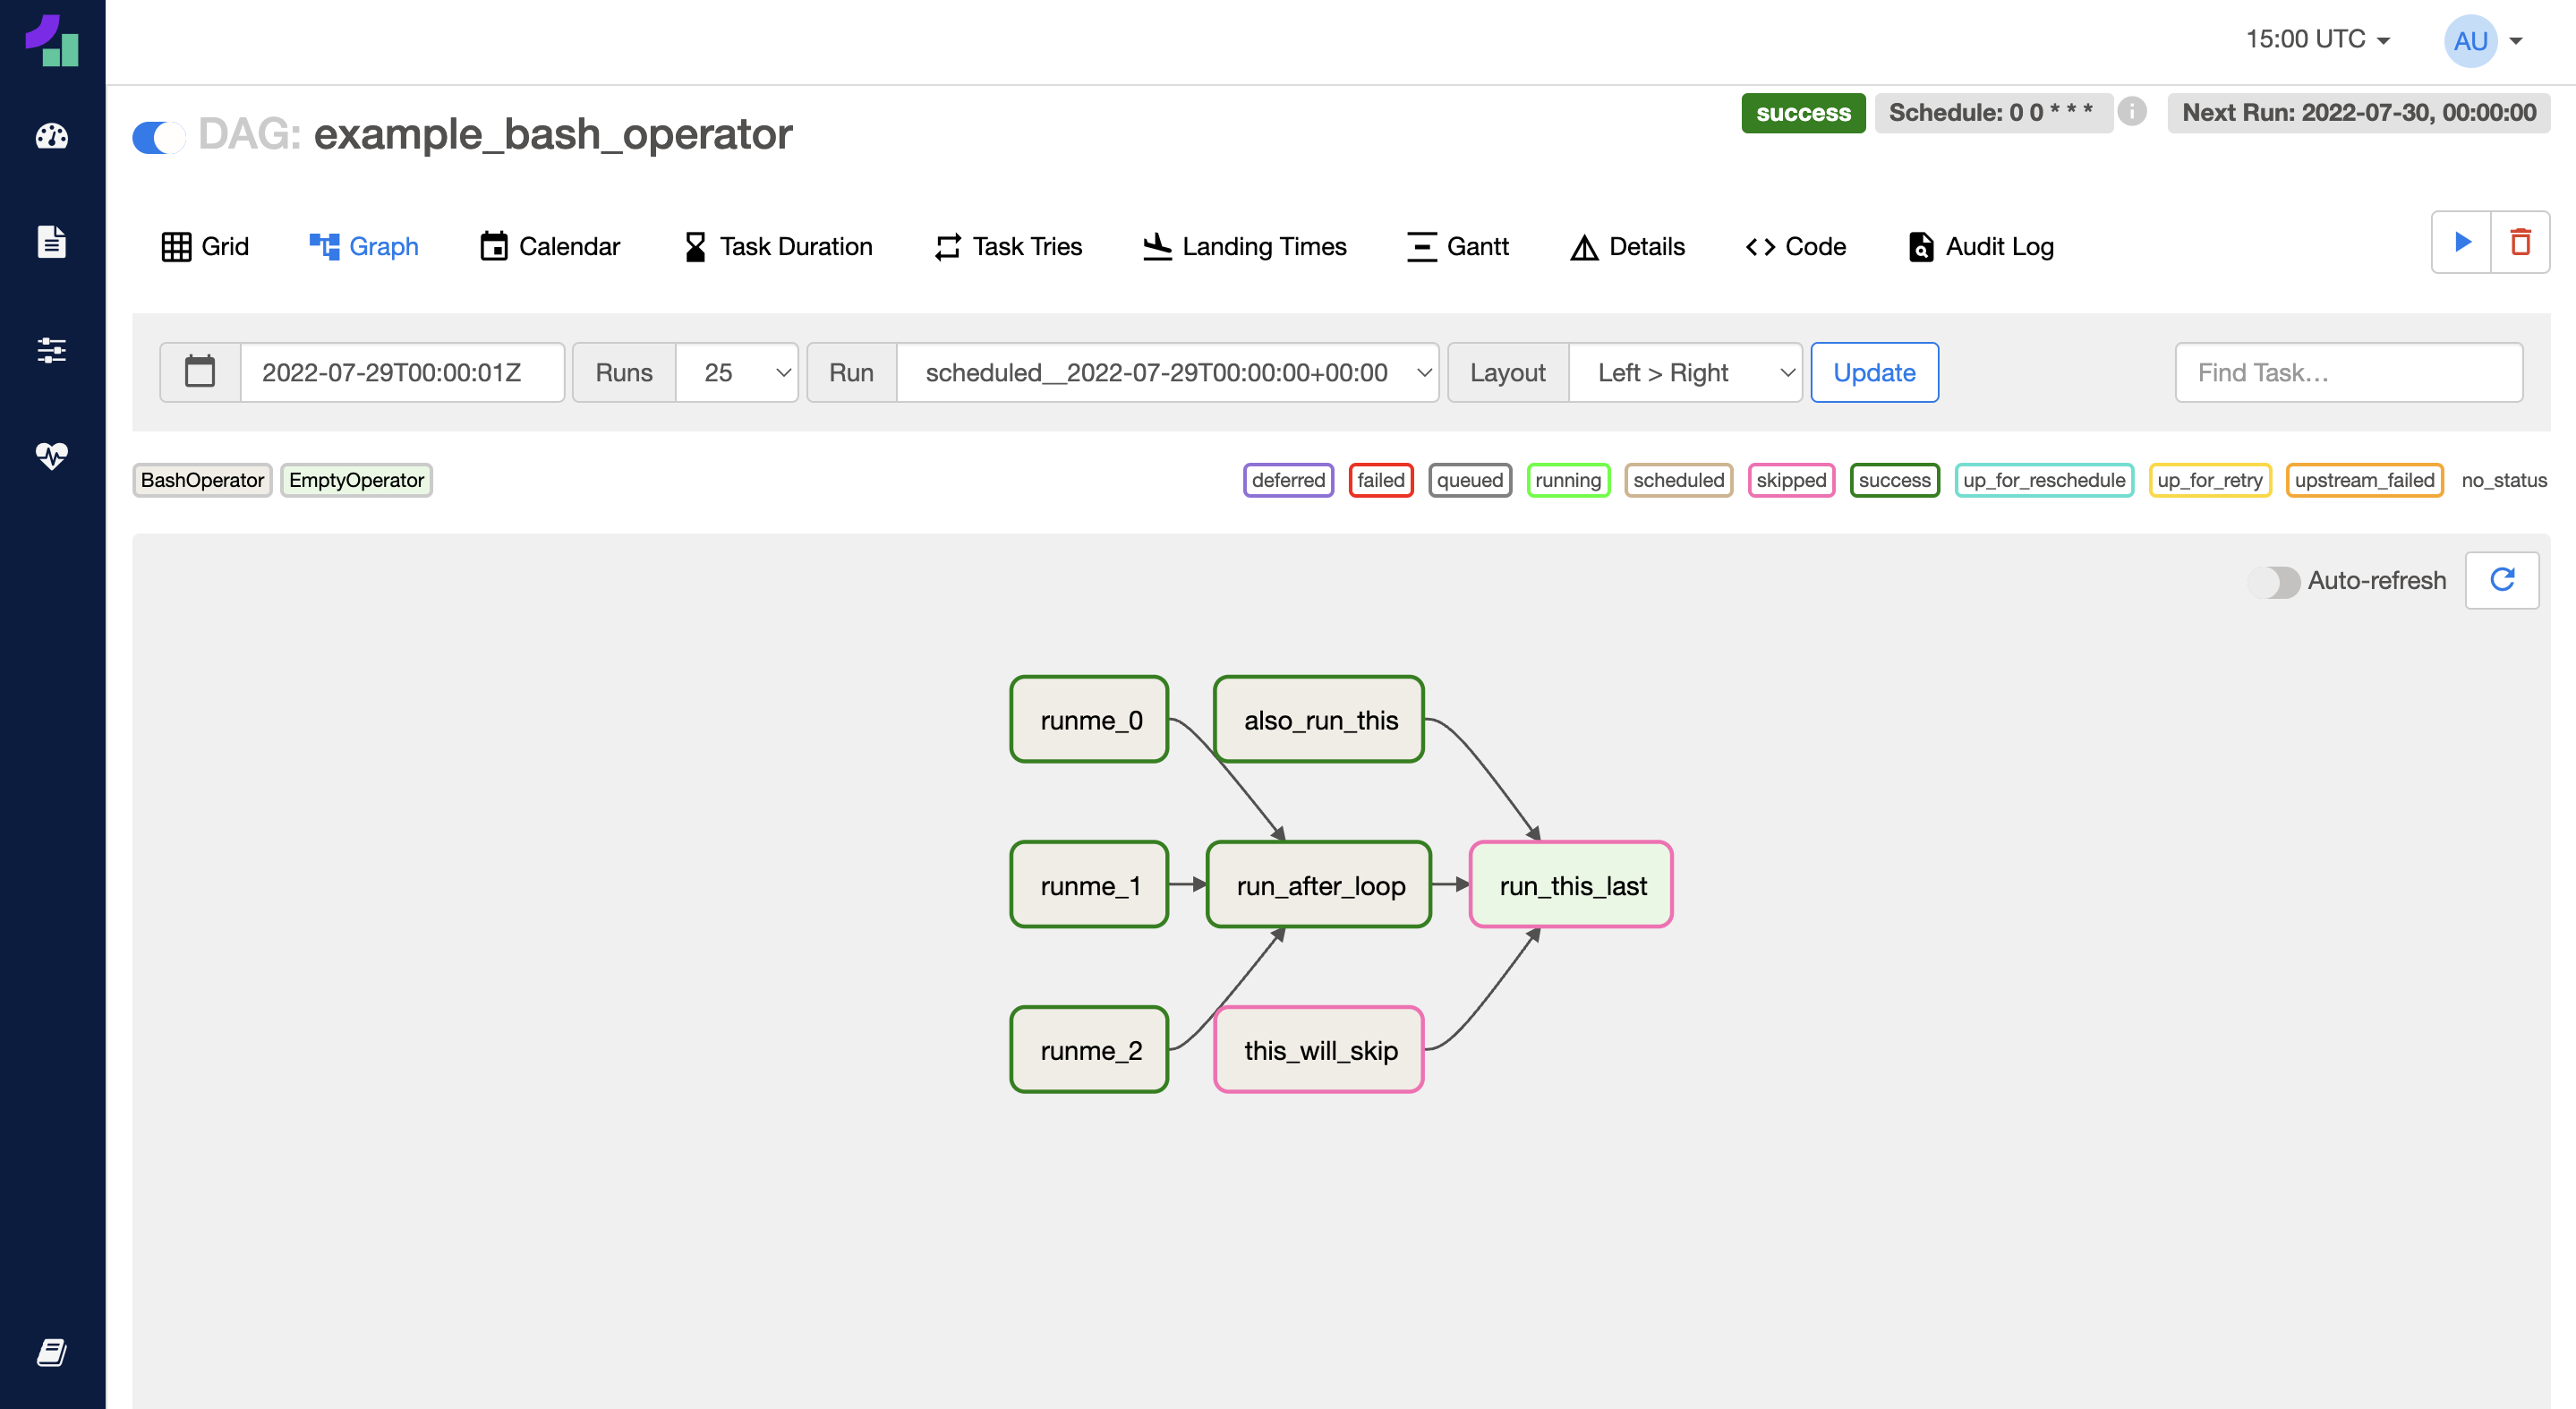 15:00 UTC
AU
DAG: example_bash_operator
success
Schedule: 0 0 * * *
i
Next Run: 2022-07-30, 00:00:00
Grid
Graph
Calendar
Task Duration
Task Tries
Landing Times
Gantt
Details
Code
Audit Log
2022-07-29T00:00:01Z
Runs
25
Run
scheduled__2022-07-29T00:00:00+00:00
Layout
Left > Right
Update
Find Task...
BashOperator
EmptyOperator
deferred
failed
queued
running
scheduled
skipped
success
up_for_reschedule
up_for_retry
upstream_failed
no_status
Auto-refresh
runme_0
also_run_this
runme_1
run_after_loop
run_this_last
runme_2
this_will_skip